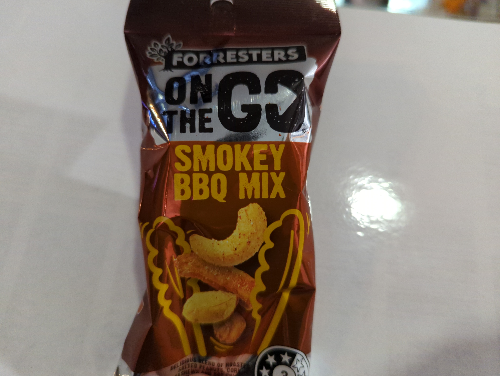 FORRESTERS
ON
THE
GO
SMOKEY
BBQ MIX